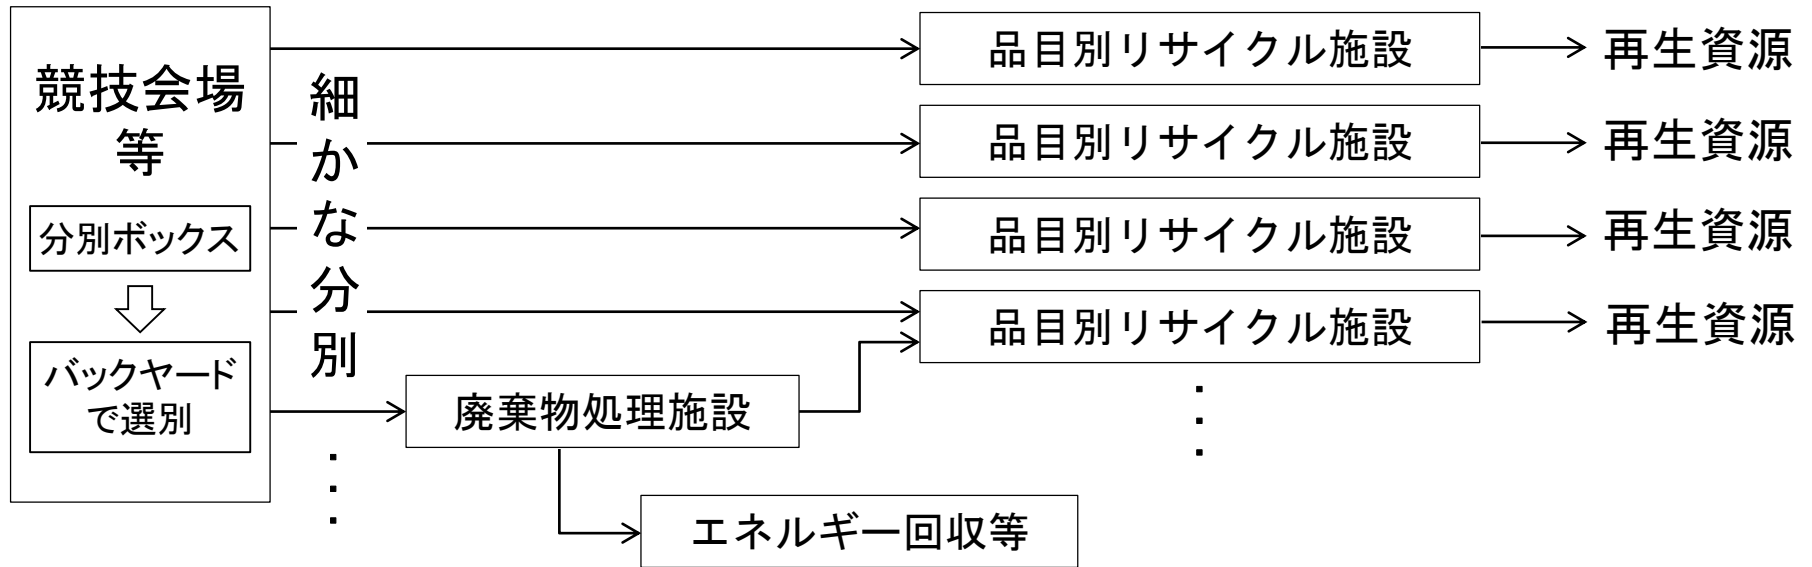 競技会場
等
分別ボックス
バックヤード
で選別
細かな分別
品目別リサイクル施設
再生資源
品目別リサイクル施設
再生資源
品目別リサイクル施設
再生資源
品目別リサイクル施設
再生資源
廃棄物処理施設
エネルギー回収等